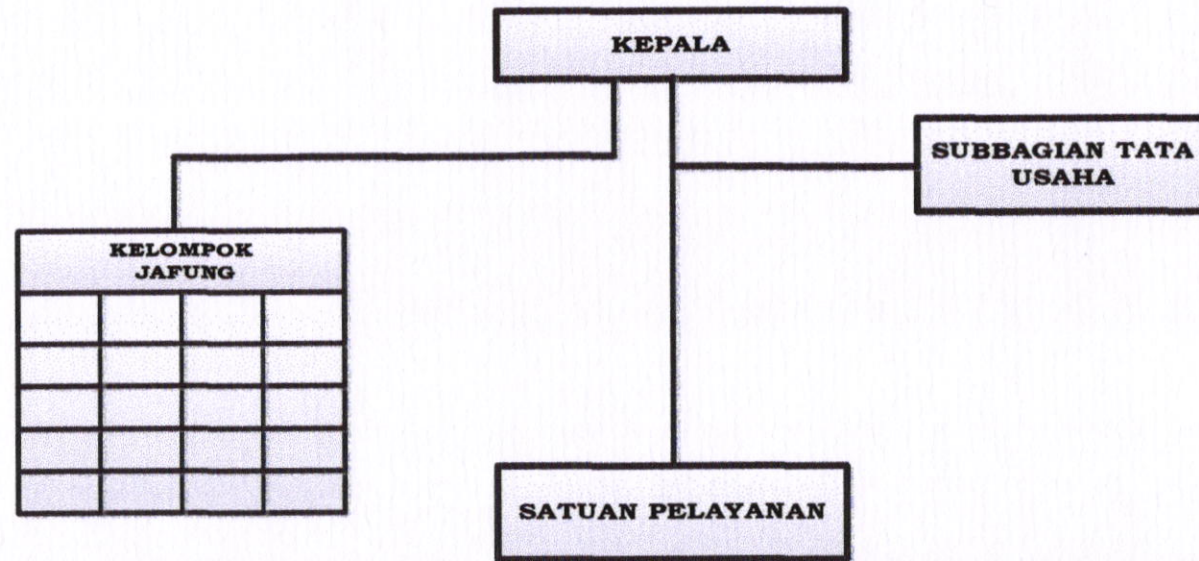 KEPALA
SUBBAGIAN TATA
USAHA
KELOMPOK
JAFUNG
SATUAN PELAYANAN